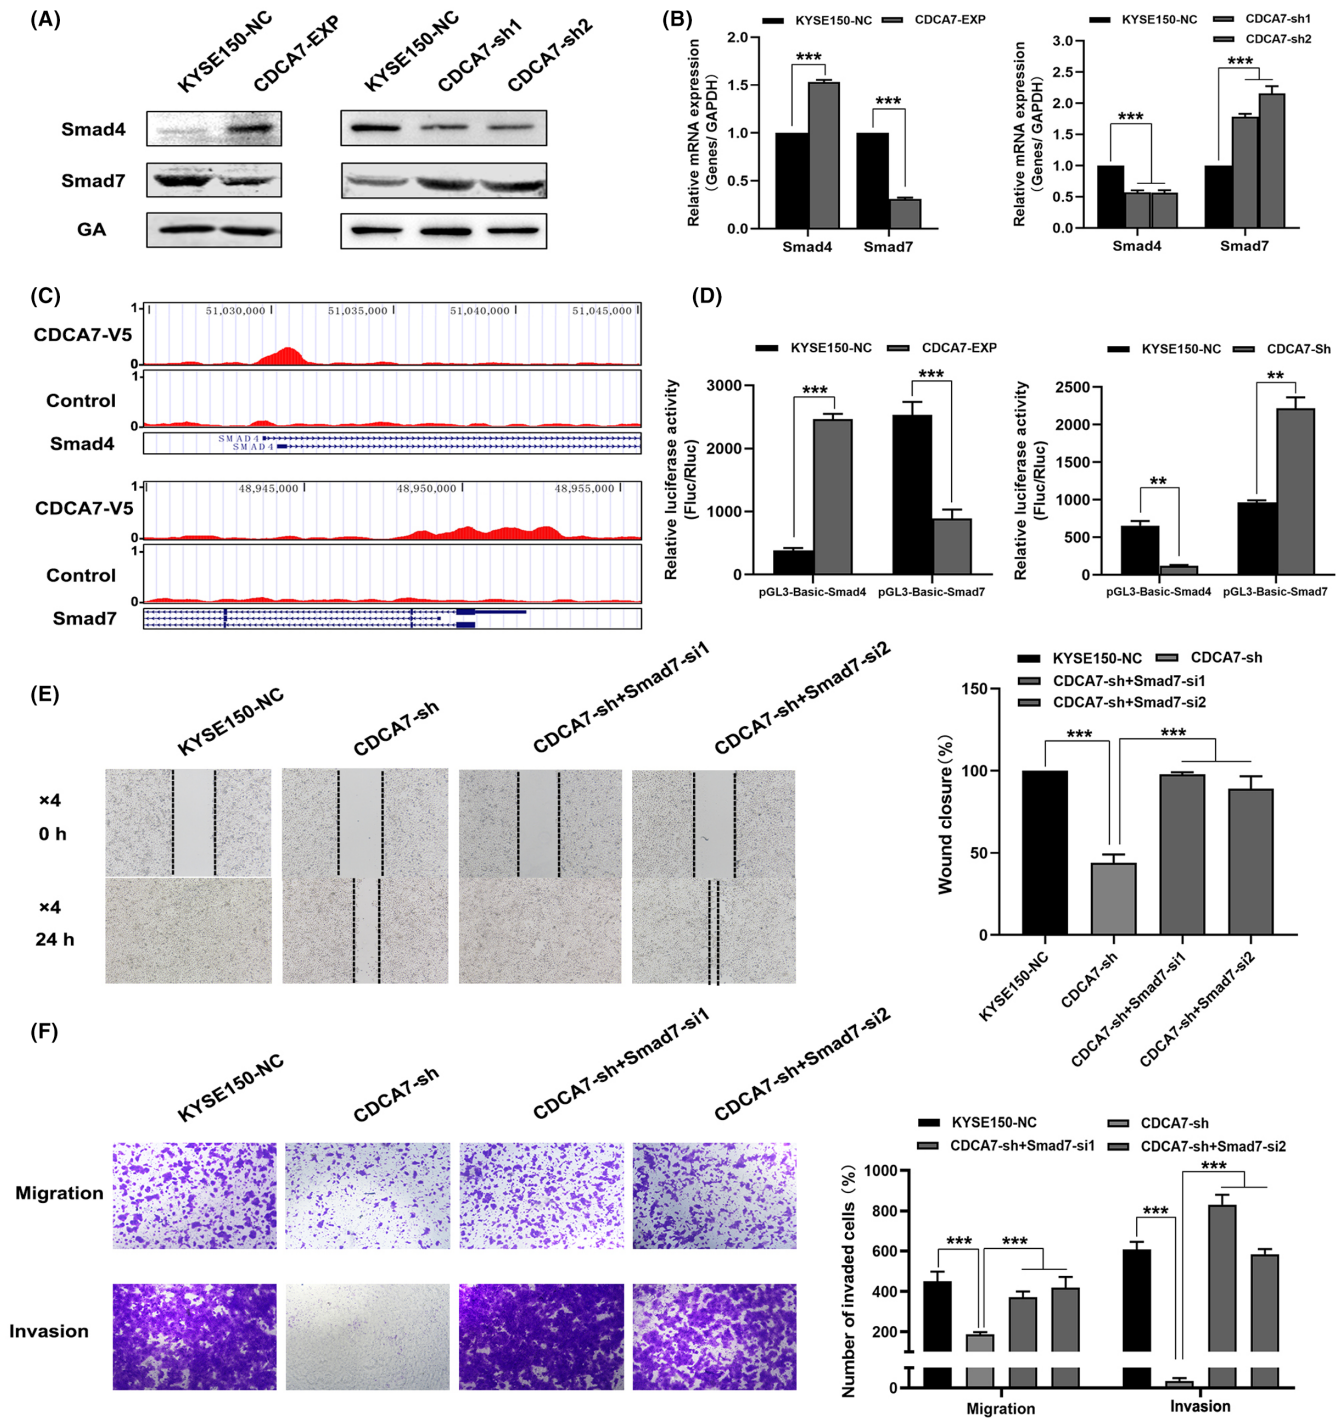 (A)
KYSE150-NC
CDCA7-EXP
KYSE150-NC
CDCA7-sh1
CDCA7-sh2
Smad4
Smad7
GA
(B)
KYSE150-NC CDCA7-EXP
Relative mRNA expression
(Genes/ GAPDH)
2.0
1.5
1.0
0.5
0.0
***
***
Smad4 Smad7
KYSE150-NC CDCA7-sh1
CDCA7-sh2
Relative mRNA expression
(Genes/ GAPDH)
3.0
2.5
2.0
1.5
1.0
0.5
0.0
***
***
Smad4 Smad7
(C)
CDCA7-V5
1
0
51,030,000 51,035,000 51,040,000 51,045,000
Control
1
0
Smad4
SMAD4
SMAD4
CDCA7-V5
1
0
48,945,000 48,950,000 48,955,000
Control
1
0
Smad7
(D)
KYSE150-NC CDCA7-EXP
Relative luciferase activity
(Fluc/Rluc)
3000
2000
1000
0
***
***
pGL3-Basic-Smad4 pGL3-Basic-Smad7
KYSE150-NC CDCA7-Sh
Relative luciferase activity
(Fluc/Rluc)
2500
2000
1500
1000
500
0
**
**
pGL3-Basic-Smad4 pGL3-Basic-Smad7
(E)
KYSE150-NC
CDCA7-sh
CDCA7-sh+Smad7-si1
CDCA7-sh+Smad7-si2
×4
0 h
×4
24 h
KYSE150-NC CDCA7-sh
CDCA7-sh+Smad7-si1
CDCA7-sh+Smad7-si2
Wound closure(%)
150
100
50
0
***
***
KYSE150-NC
CDCA7-sh
CDCA7-sh+Smad7-si1
CDCA7-sh+Smad7-si2
(F)
KYSE150-NC
CDCA7-sh
CDCA7-sh+Smad7-si1
CDCA7-sh+Smad7-si2
Migration
Invasion
KYSE150-NC CDCA7-sh
CDCA7-sh+Smad7-si1 CDCA7-sh+Smad7-si2
Number of invaded cells (%)
1000
800
600
400
200
0
***
***
***
***
Migration Invasion